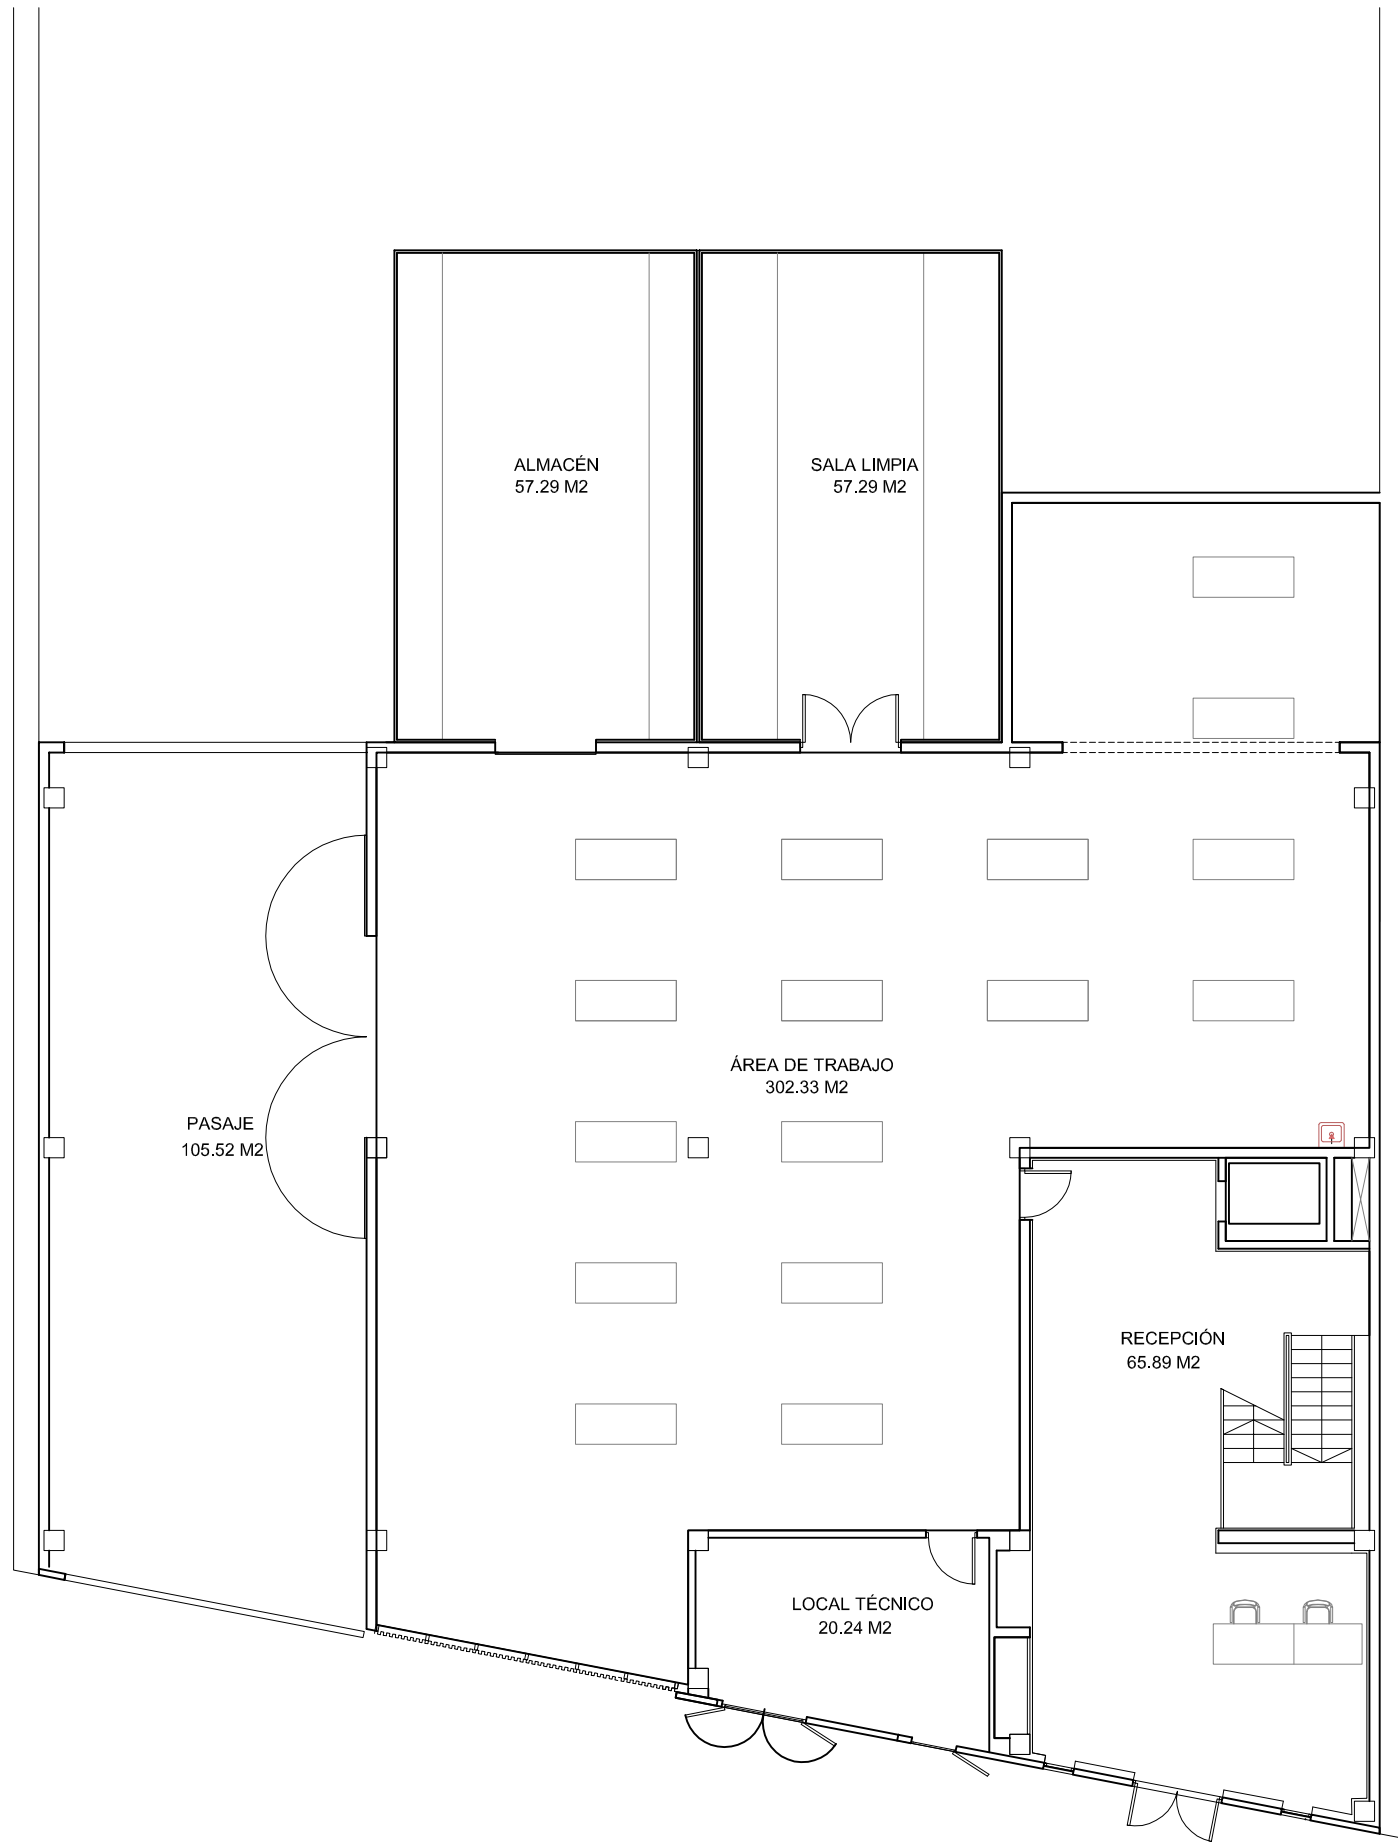 ALMACÉN
57.29 M2
SALA LIMPIA
57.29 M2
ÁREA DE TRABAJO
302.33 M2
PASAJE
105.52 M2
RECEPCIÓN
65.89 M2
LOCAL TÉCNICO
20.24 M2